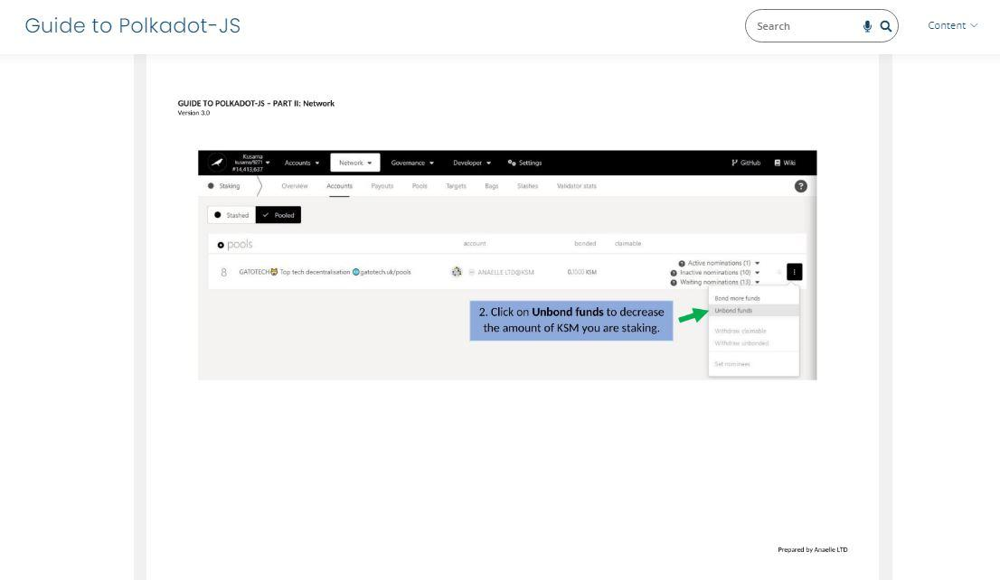 Guide to Polkadot-JS
Search
Content
GUIDE TO POLKADOT-JS – PART II: Network
Version 3.0
Kusama
kusama/9271
#14,413,637
Accounts
Network
Governance
Developer
Settings
GitHub
Wiki
Staking
Overview
Accounts
Payouts
Pools
Targets
Bags
Slashes
Validator stats
?
Stashed
Pooled
pools
account
bonded
claimable
8
GATOTECH
Top tech decentralisation
gatotech.uk/pools
ANAELLE LTD@KSM
0.1000 KSM
Active nominations (1)
Inactive nominations (10)
Waiting nominations (13)
2. Click on Unbond funds to decrease
the amount of KSM you are staking.
Bond more funds
Unbond funds
Withdraw claimable
Withdraw unbonded
Set nominees
Prepared by Anaelle LTD